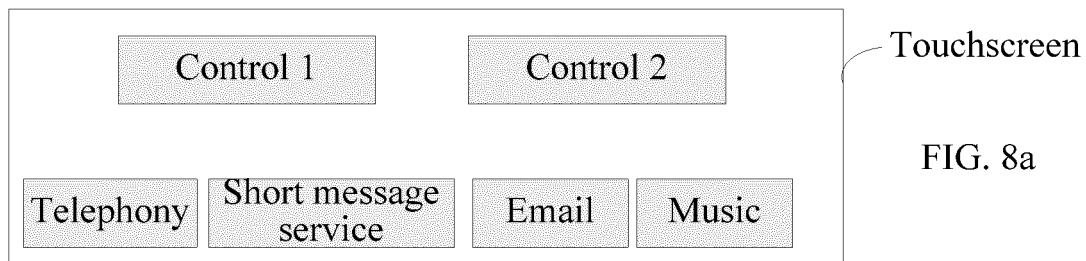 Control 1
Control 2
Touchscreen
FIG. 8a
Telephony
Short message
service
Email
Music